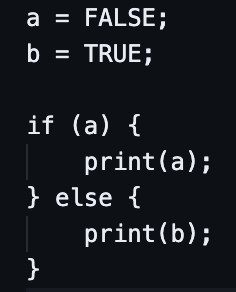 a = FALSE;
b = TRUE;

if (a) {
    print(a);
} else {
    print(b);
}